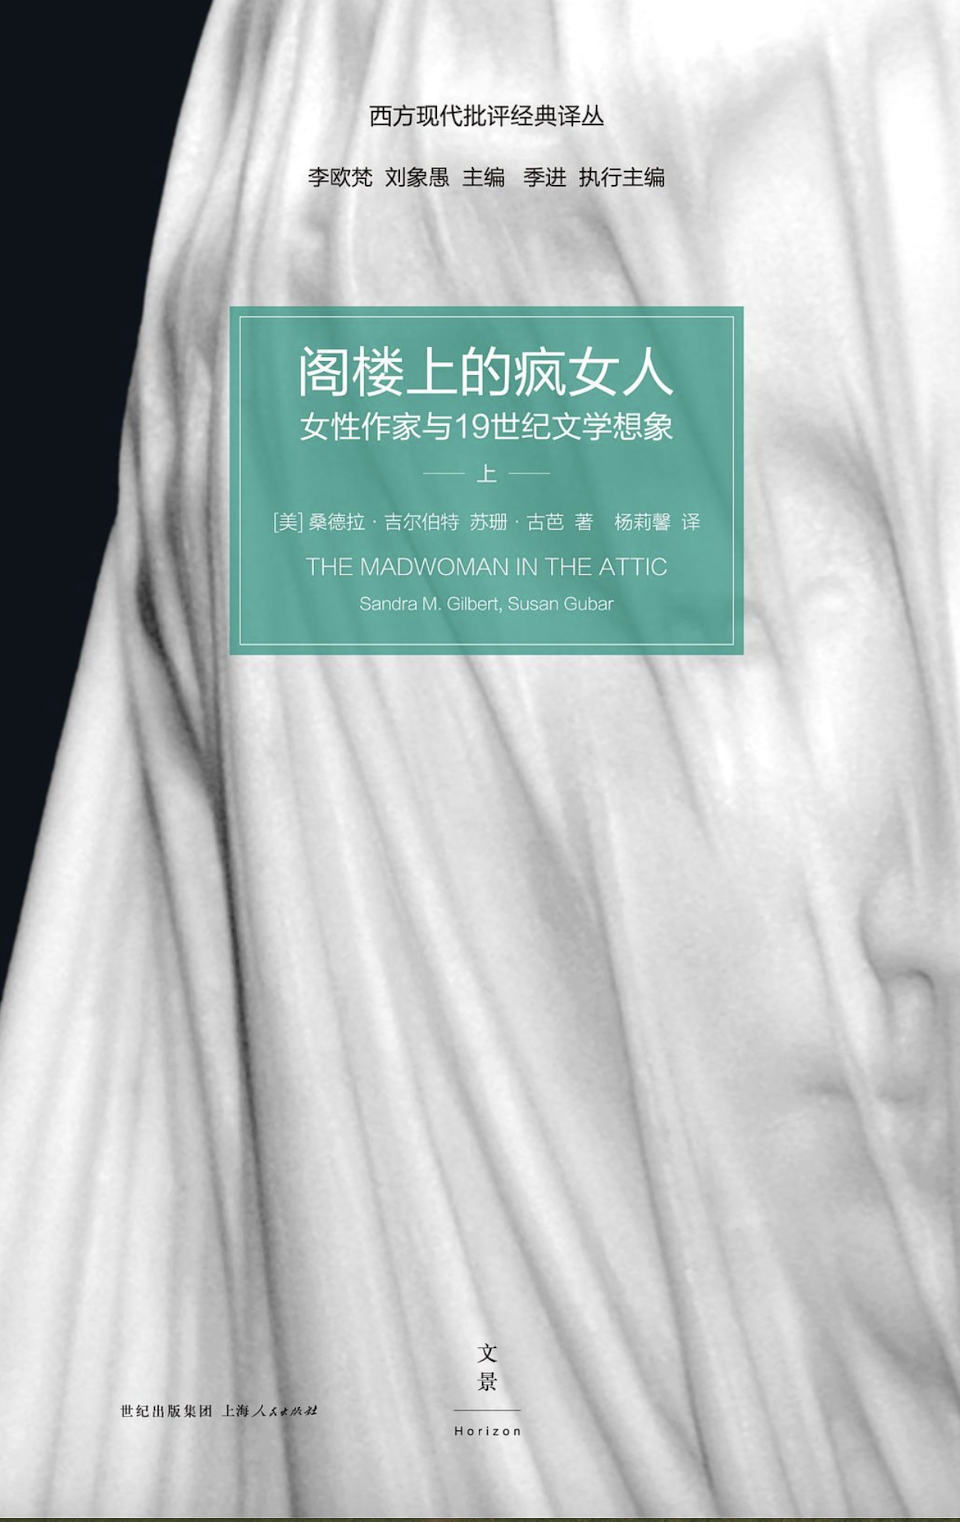 西方现代批评经典译丛
李欧梵 刘象愚 主编 季进 执行主编
阁楼上的疯女人
女性作家与19世纪文学想象
上
[美] 桑德拉·吉尔伯特 苏珊·古芭 著 杨莉馨 译
THE MADWOMAN IN THE ATTIC
Sandra M. Gilbert, Susan Gubar
文
景
世纪出版集团 上海人民出版社
Horizon